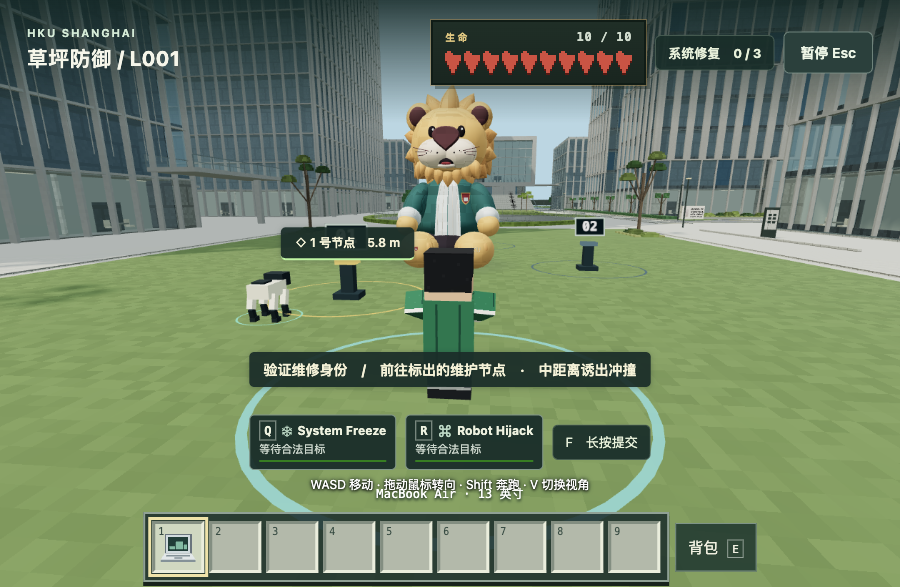 HKU SHANGHAI
草坪防御 / L001
生命 10 / 10
系统修复 0 / 3
暂停 Esc
02
◇ 1 号节点 5.8 m
验证维修身份 / 前往标出的维护节点 · 中距离诱出冲撞
Q ❄ System Freeze
等待合法目标
R ⌘ Robot Hijack
等待合法目标
F 长按提交
WASD 移动 · 拖动鼠标转向 · Shift 奔跑 · V 切换视角
MacBook Air · 13 英寸
1 2 3 4 5 6 7 8 9
背包 E